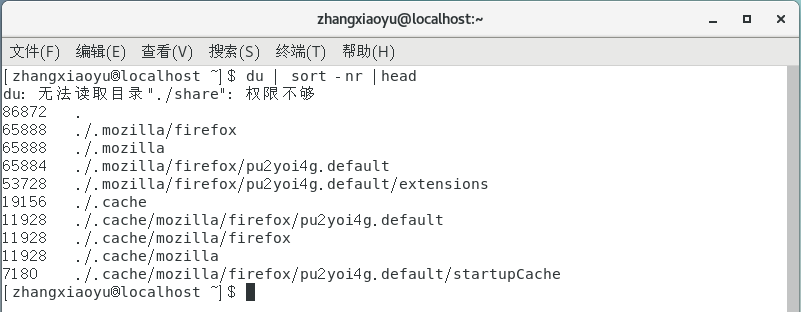 zhangxiaoyu@localhost:~
文件(F) 编辑(E) 查看(V) 搜索(S) 终端(T) 帮助(H)
[zhangxiaoyu@localhost ~]$ du | sort -nr |head
du: 无法读取目录"./share": 权限不够
86872 .
65888 ./.mozilla/firefox
65888 ./.mozilla
65884 ./.mozilla/firefox/pu2yoi4g.default
53728 ./.mozilla/firefox/pu2yoi4g.default/extensions
19156 ./.cache
11928 ./.cache/mozilla/firefox/pu2yoi4g.default
11928 ./.cache/mozilla/firefox
11928 ./.cache/mozilla
7180 ./.cache/mozilla/firefox/pu2yoi4g.default/startupCache
[zhangxiaoyu@localhost ~]$